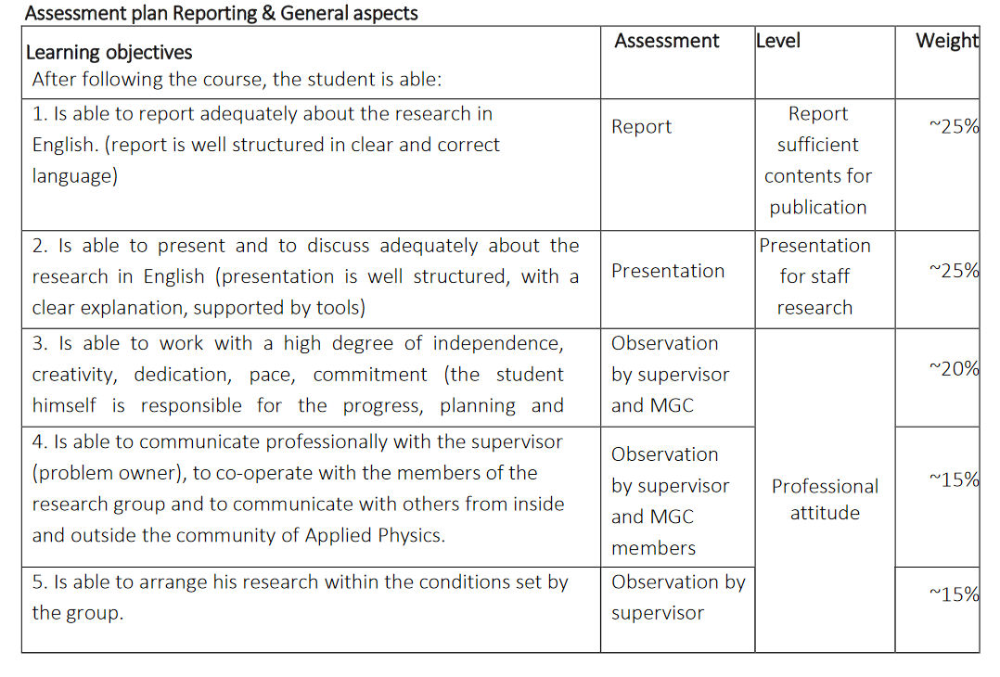 Assessment plan Reporting & General aspects
Learning objectives
After following the course, the student is able:
Assessment
Level
Weight
1. Is able to report adequately about the research in
English. (report is well structured in clear and correct
language)
Report
Report
sufficient
contents for
publication
~25%
2. Is able to present and to discuss adequately about the
research in English (presentation is well structured, with a
clear explanation, supported by tools)
Presentation
Presentation
for staff
research
~25%
3. Is able to work with a high degree of independence,
creativity, dedication, pace, commitment (the student
himself is responsible for the progress, planning and
Observation
by supervisor
and MGC
~20%
4. Is able to communicate professionally with the supervisor
(problem owner), to co-operate with the members of the
research group and to communicate with others from inside
and outside the community of Applied Physics.
Observation
by supervisor
and MGC
members
Professional
attitude
~15%
5. Is able to arrange his research within the conditions set by
the group.
Observation by
supervisor
~15%